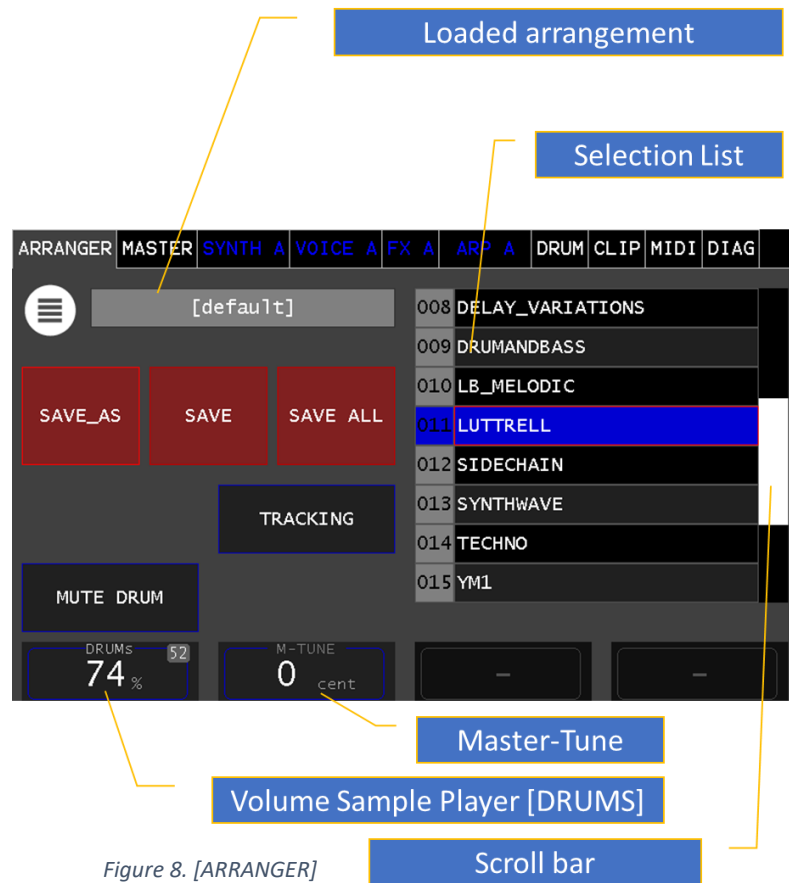 Loaded arrangement
Selection List
ARRANGER MASTER SYNTH A VOICE A FX A ARP A DRUM CLIP MIDI DIAG
[default]
008 DELAY_VARIATIONS
009 DRUMANDBASS
010 LB_MELODIC
SAVE_AS SAVE SAVE ALL
011 LUTTRELL
012 SIDECHAIN
TRACKING
013 SYNTHWAVE
014 TECHNO
MUTE DRUM
015 YM1
DRUMs 52 M-TUNE
74 % 0 cent - -
Master-Tune
Volume Sample Player [DRUMS]
Figure 8. [ARRANGER]
Scroll bar